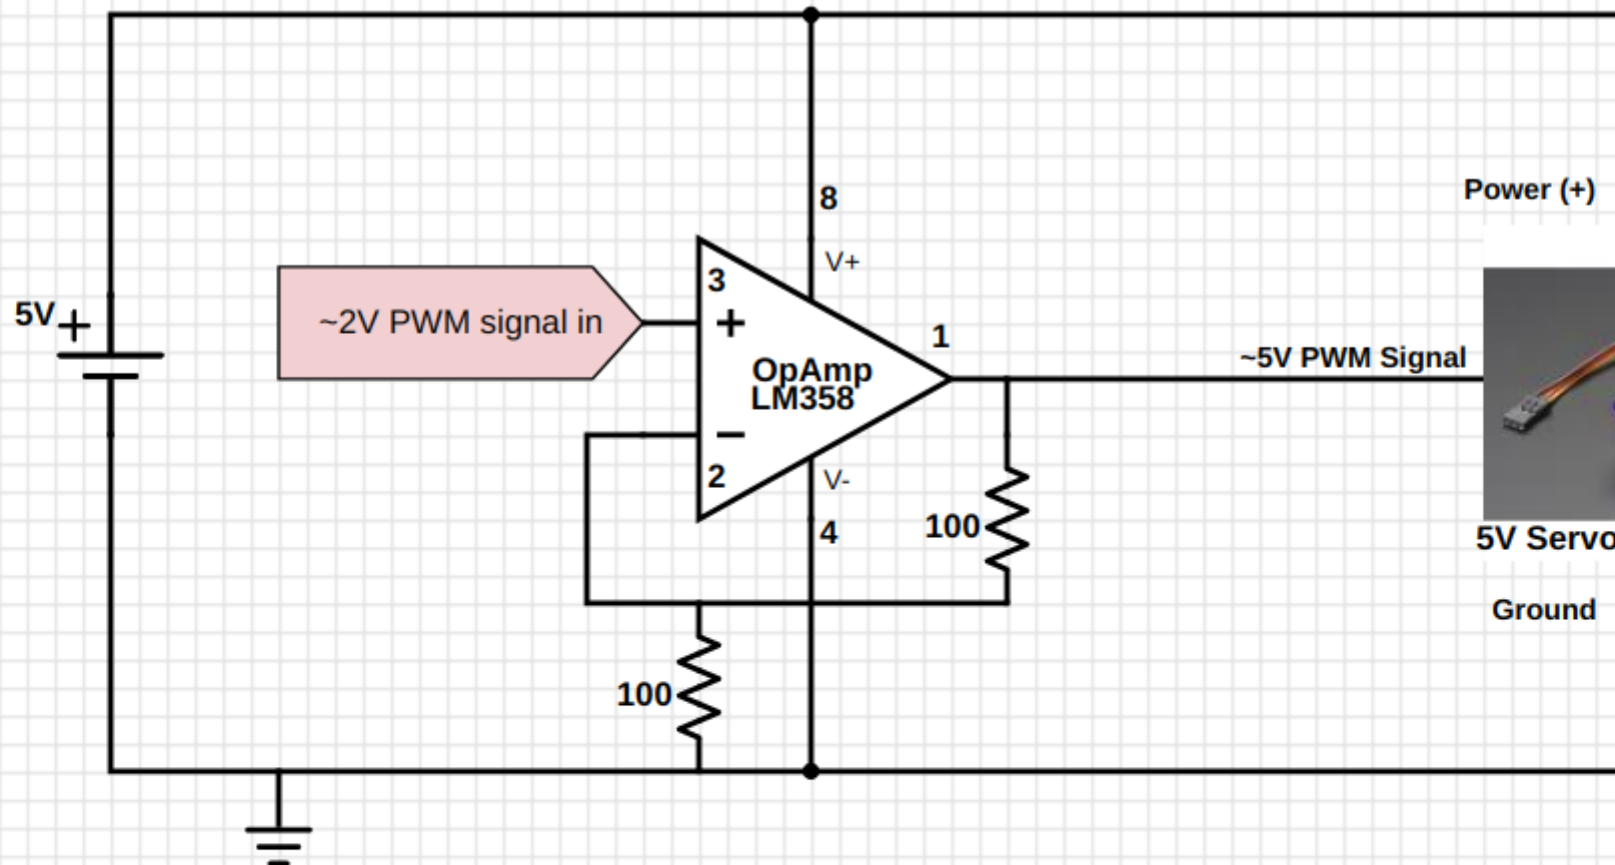 8
Power (+)
V+
3
5V
+
~2V PWM signal in
+
1
~5V PWM Signal
OpAmp
LM358
−
2
V-
4
100
5V Servo
Ground
100